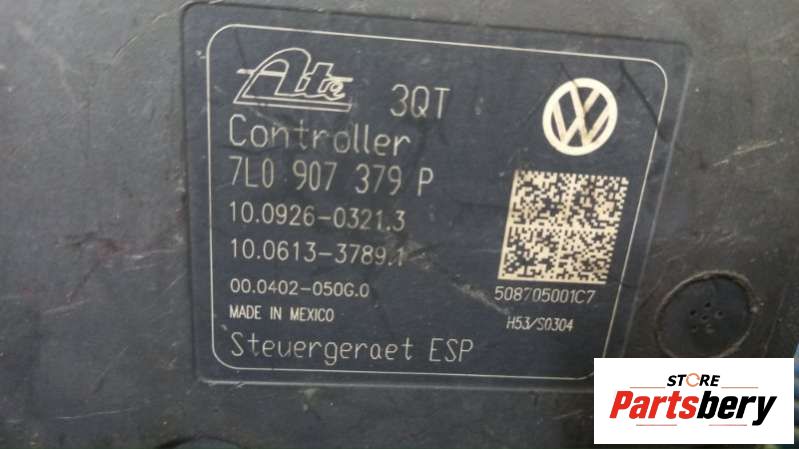 Ate 3QT
Controller
7L0 907 379 P
10.0926-0321.3
10.0613-3789.1
00.0402-050G.0
508705001C7
MADE IN MEXICO
H53/S0304
Steuergeraet ESP
STORE
Partsbery